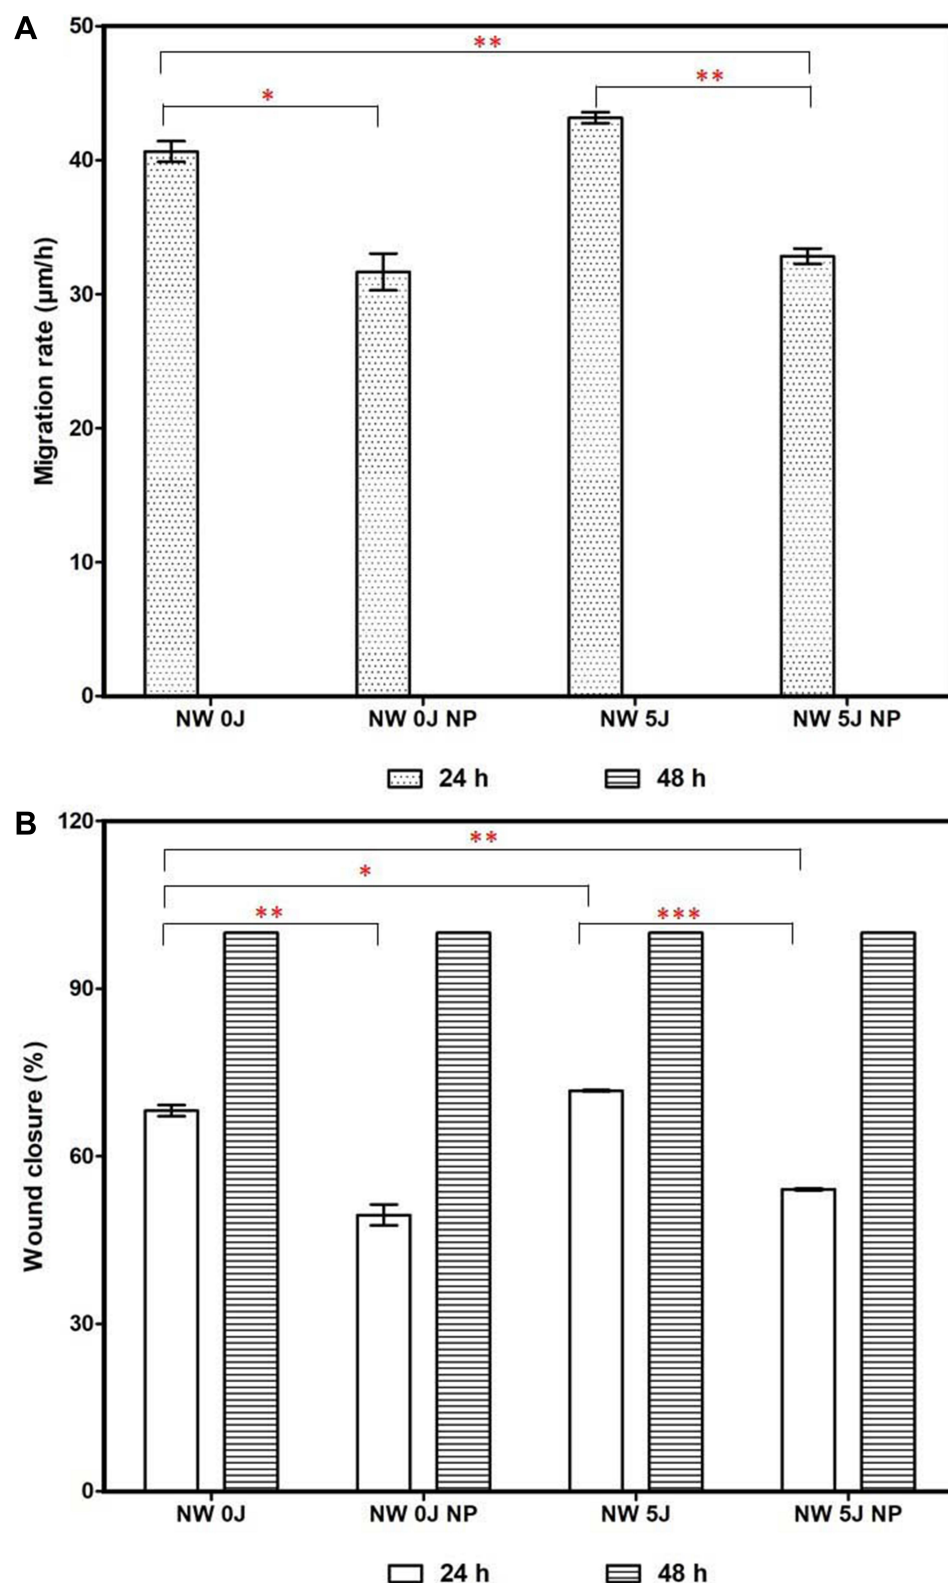 A
50
**
**
*
40
30
20
10
0
Migration rate (µm/h)
NW 0J NW 0J NP NW 5J NW 5J NP
24 h 48 h
B
120
**
*
** ***
90
60
30
0
Wound closure (%)
NW 0J NW 0J NP NW 5J NW 5J NP
24 h 48 h